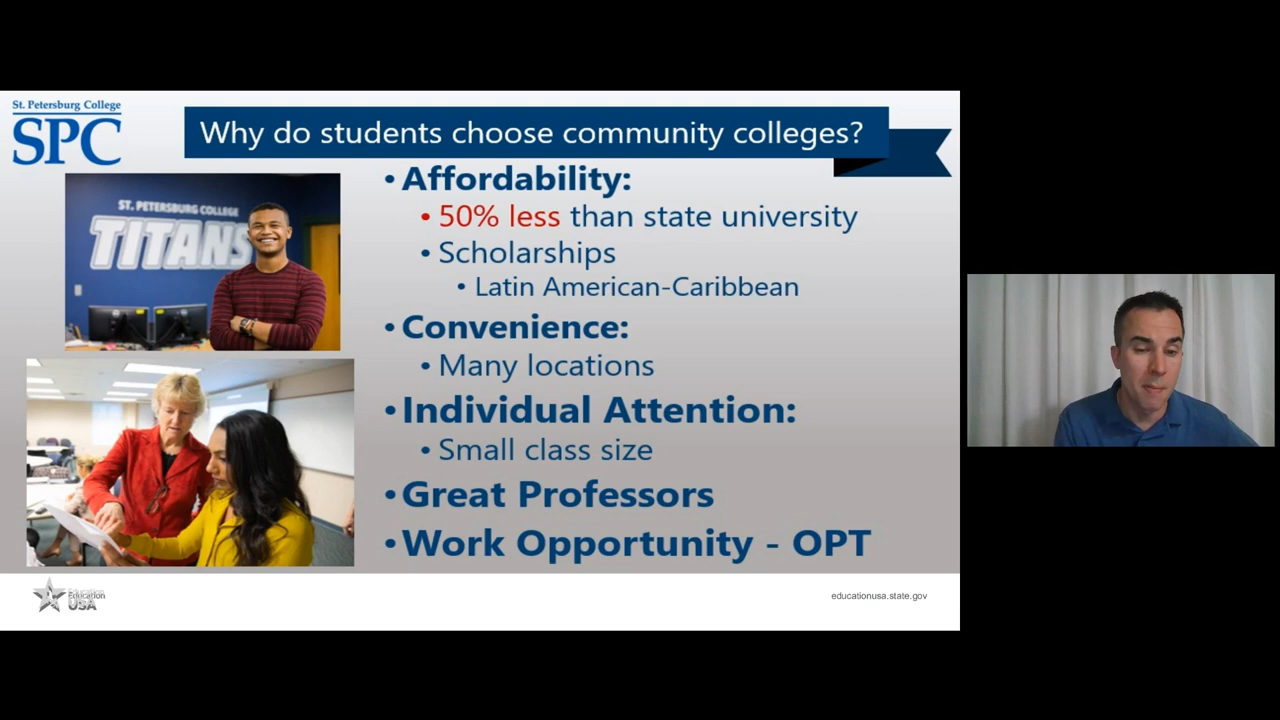 St. Petersburg College
SPC
Why do students choose community colleges?
ST. PETERSBURG COLLEGE
TITANS
• Affordability:
• 50% less than state university
• Scholarships
• Latin American-Caribbean
• Convenience:
• Many locations
• Individual Attention:
• Small class size
• Great Professors
• Work Opportunity - OPT
Education
USA
educationusa.state.gov